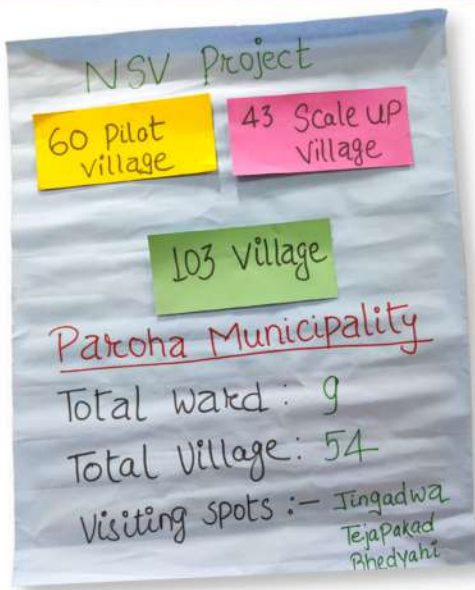 NSV Project
60 Pilot
village
43 Scale UP
Village
103 Village
Paroha Municipality
Total ward : 9
Total Village : 54
Visiting spots :- Jingadwa
TejaPakad
Bhedyahi